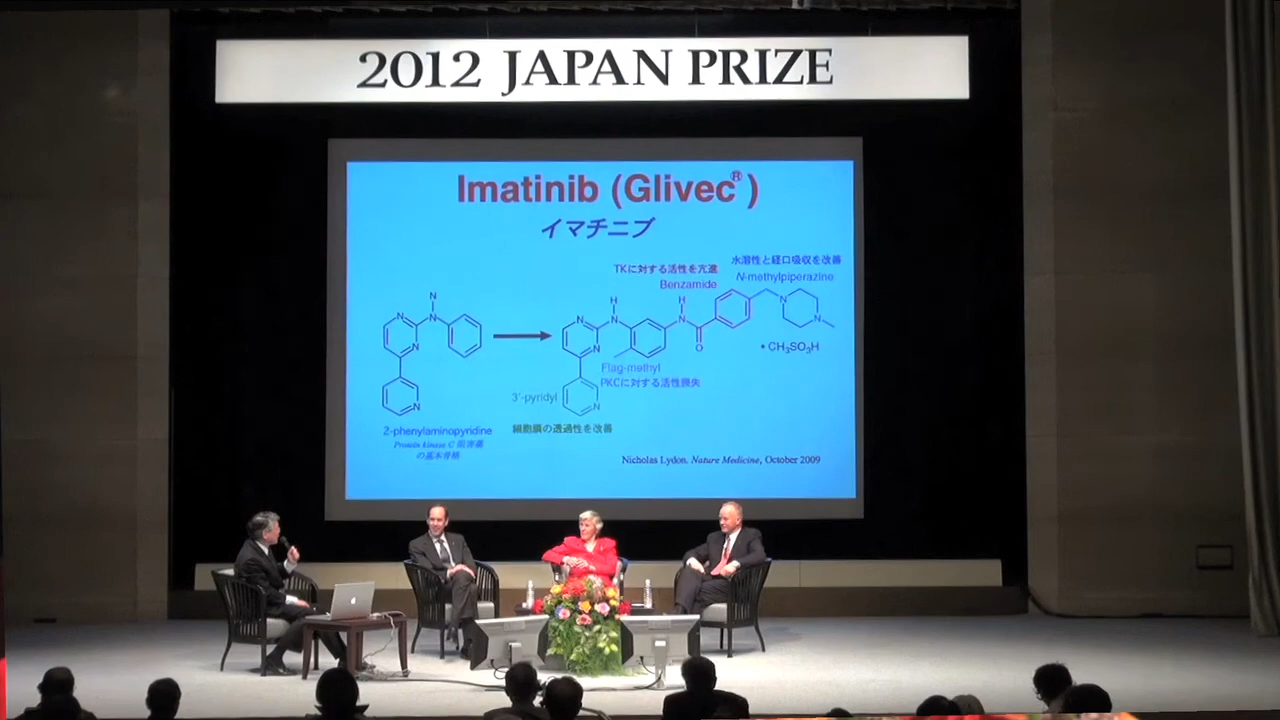 2012 JAPAN PRIZE
Imatinib (Glivec®)
イマチニブ
水溶性と経口吸収を改善
TKに対する活性を亢進
N-methylpiperazine
Benzamide
N
H
H
N
N
N
N
N
N
N
N
N
O
• CH3SO3H
Flag-methyl
PKCに対する活性喪失
3'-pyridyl
N
N
2-phenylaminopyridine
細胞膜の透過性を改善
Protein kinase C 阻害薬
の基本骨格
Nicholas Lydon. Nature Medicine, October 2009